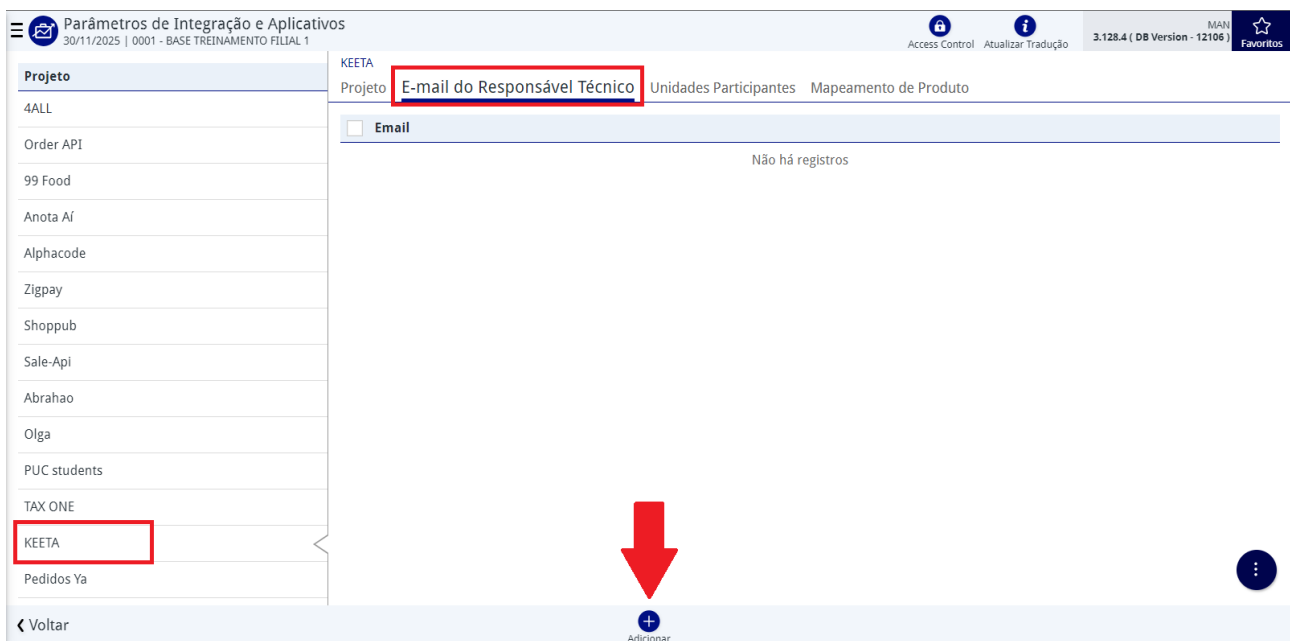 Parâmetros de Integração e Aplicativos
30/11/2025 | 0001 - BASE TREINAMENTO FILIAL 1
Access Control
Atualizar Tradução
MAN
3.128.4 ( DB Version - 12106 )
Favoritos
Projeto
4ALL
Order API
99 Food
Anota Aí
Alphacode
Zigpay
Shoppub
Sale-Api
Abrahao
Olga
PUC students
TAX ONE
KEETA
Pedidos Ya
KEETA
Projeto E-mail do Responsável Técnico Unidades Participantes Mapeamento de Produto
Email
Não há registros
Voltar
Adicionar